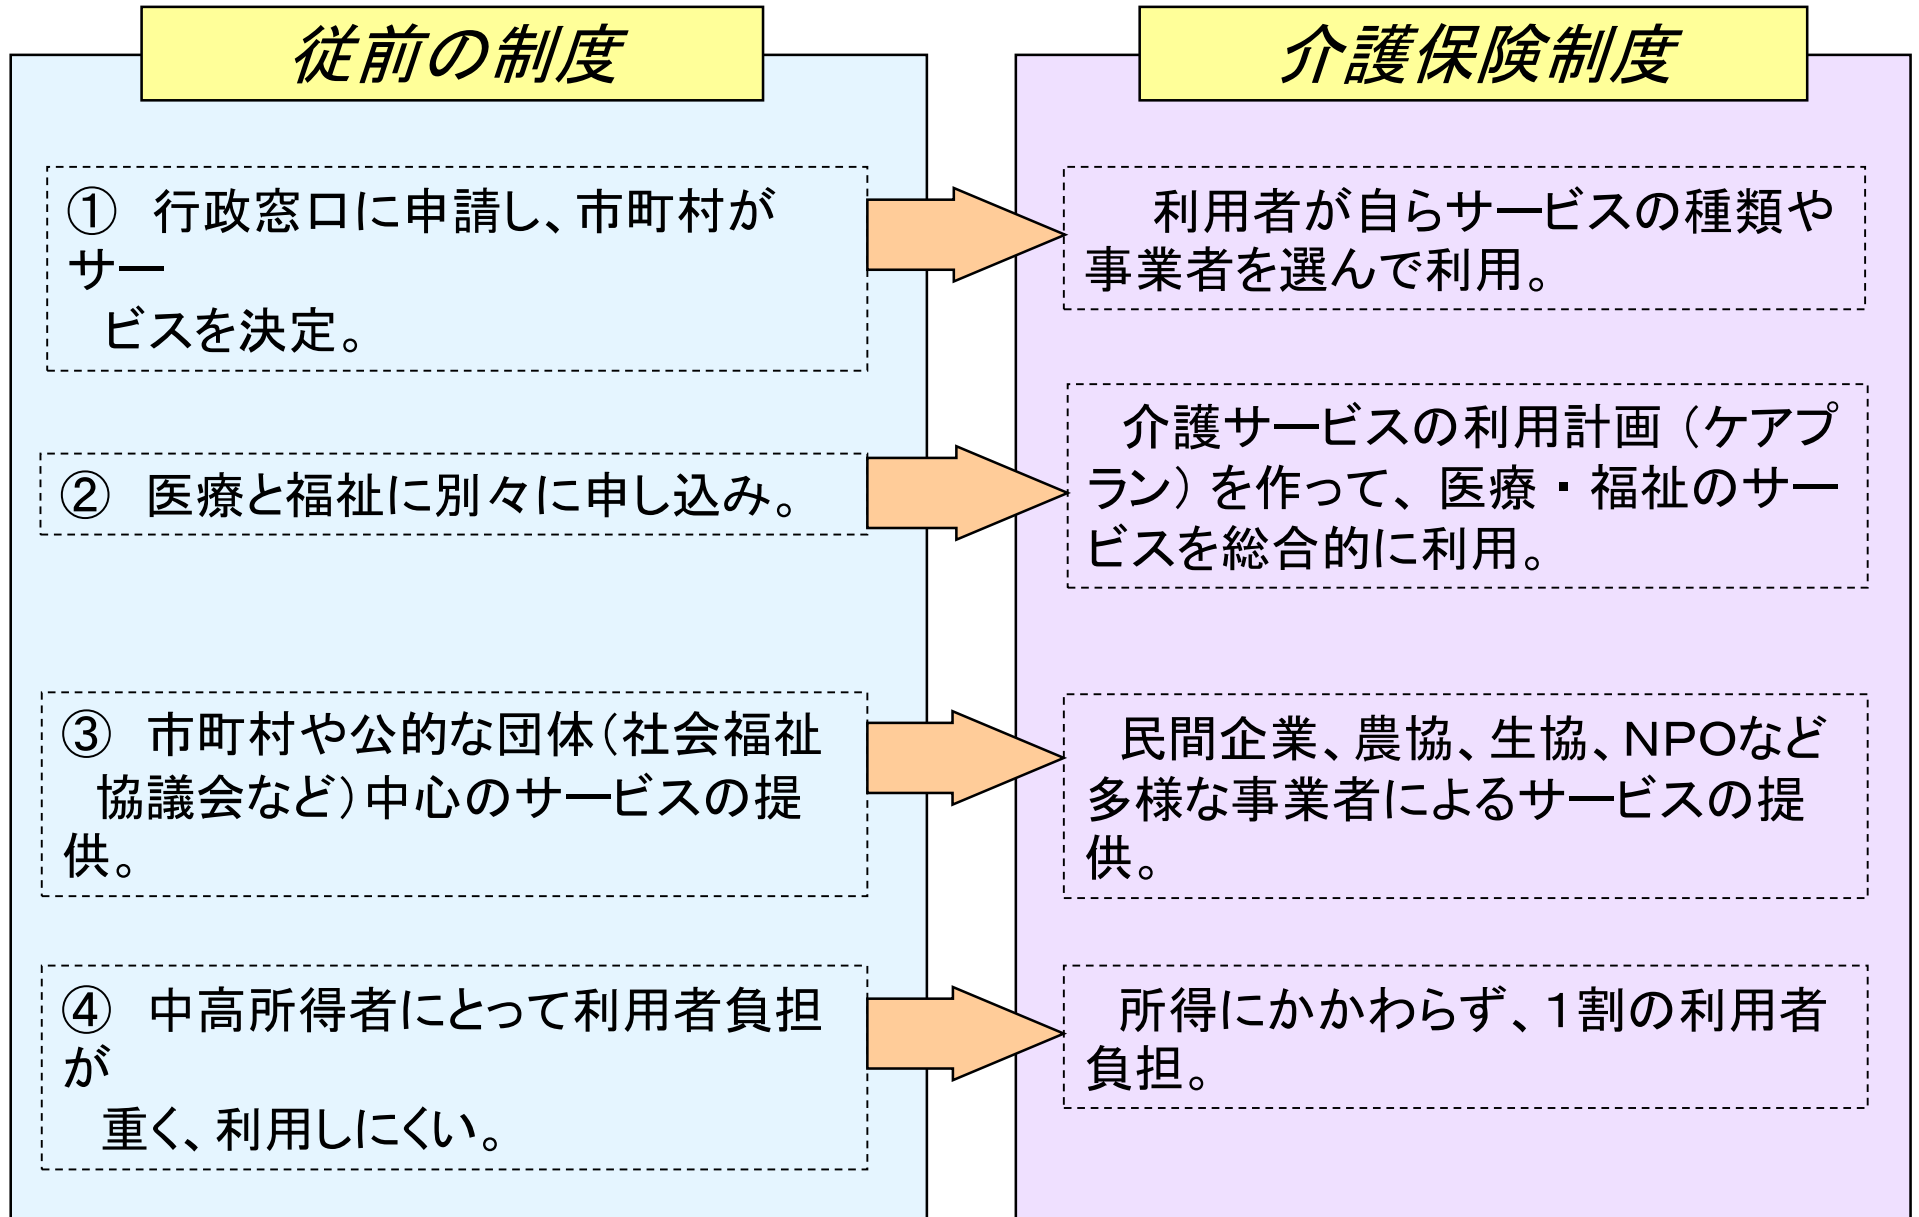 従前の制度
① 行政窓口に申請し、市町村が
サー
ビスを決定。
② 医療と福祉に別々に申し込み。
③ 市町村や公的な団体(社会福祉
協議会など)中心のサービスの提
供。
④ 中高所得者にとって利用者負担
が
重く、利用しにくい。
介護保険制度
利用者が自らサービスの種類や
事業者を選んで利用。
介護サービスの利用計画(ケアプ
ラン)を作って、医療・福祉のサー
ビスを総合的に利用。
民間企業、農協、生協、NPOなど
多様な事業者によるサービスの提
供。
所得にかかわらず、1割の利用者
負担。